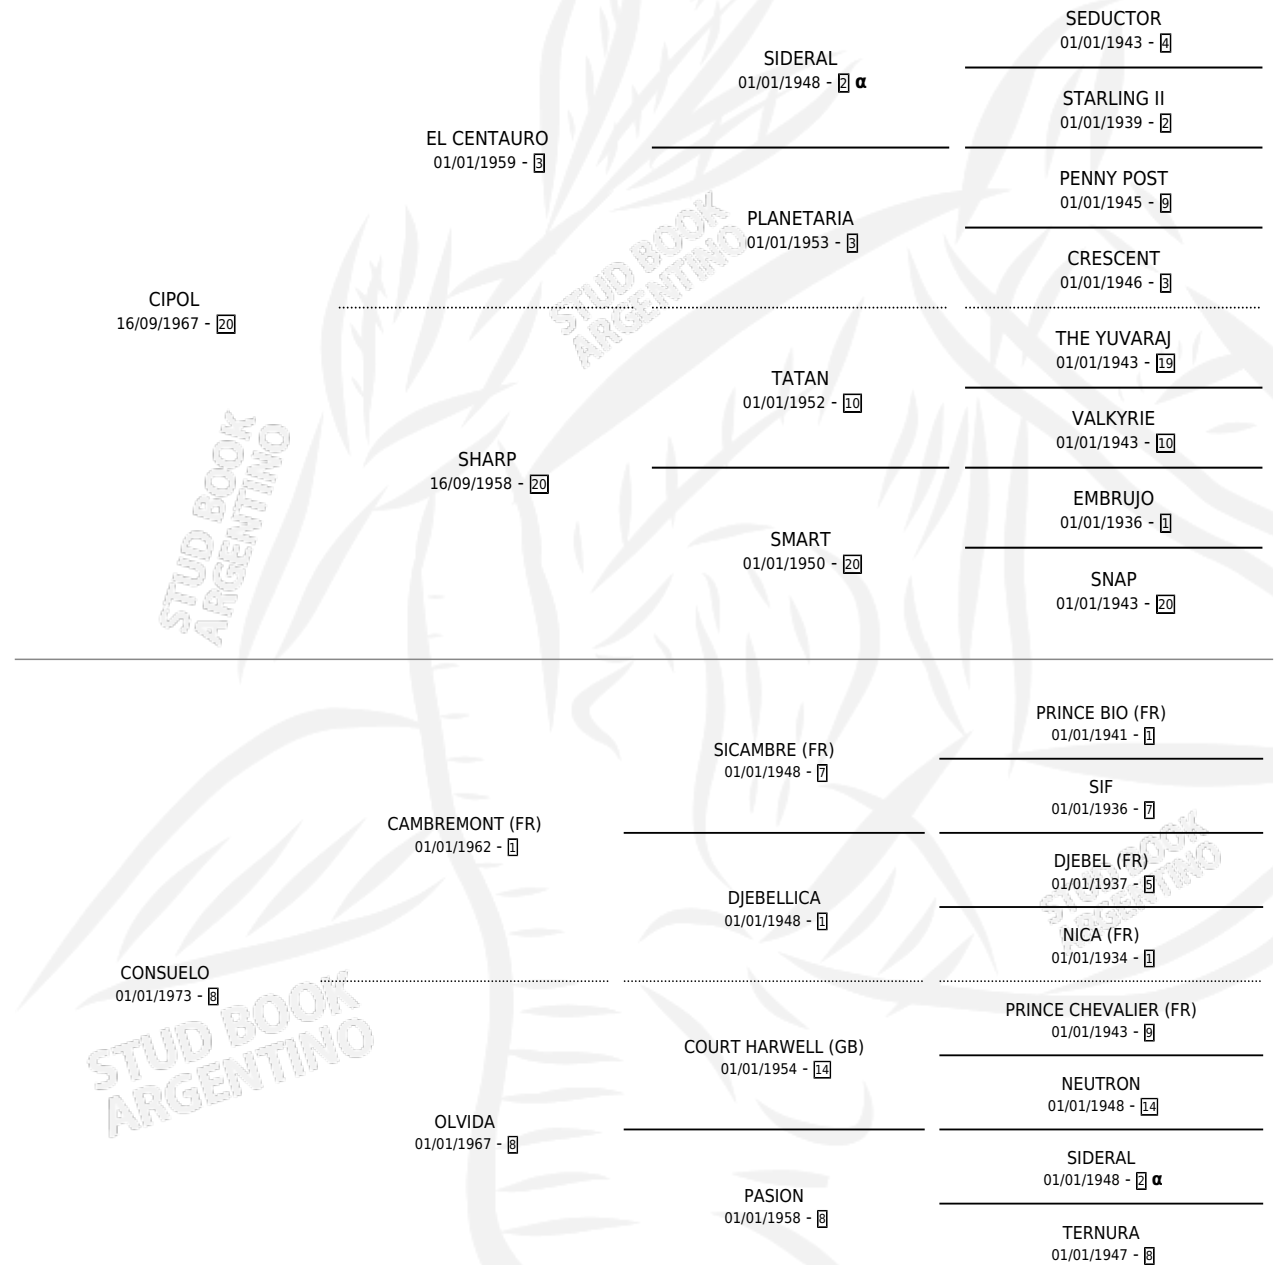 SEDUCTOR
01/01/1943 - 4
SIDERAL
01/01/1948 - 2 α
STARLING II
01/01/1939 - 2
EL CENTAURO
01/01/1959 - 3
PENNY POST
01/01/1945 - 9
PLANETARIA
01/01/1953 - 3
CRESCENT
01/01/1946 - 3
CIPOL
16/09/1967 - 20
THE YUVARAJ
01/01/1943 - 19
TATAN
01/01/1952 - 10
VALKYRIE
01/01/1943 - 10
SHARP
16/09/1958 - 20
EMBRUJO
01/01/1936 - 1
SMART
01/01/1950 - 20
SNAP
01/01/1943 - 20
STUD BOOK
ARGENTINO
STUD BOOK
ARGENTINO
PRINCE BIO (FR)
01/01/1941 - 1
SICAMBRE (FR)
01/01/1948 - 7
SIF
01/01/1936 - 7
CAMBREMONT (FR)
01/01/1962 - 1
DJEBEL (FR)
01/01/1937 - 5
DJEBELLICA
01/01/1948 - 1
NICA (FR)
01/01/1934 - 1
CONSUELO
01/01/1973 - 8
PRINCE CHEVALIER (FR)
01/01/1943 - 9
COURT HARWELL (GB)
01/01/1954 - 14
NEUTRON
01/01/1948 - 14
OLVIDA
01/01/1967 - 8
SIDERAL
01/01/1948 - 2 α
PASION
01/01/1958 - 8
TERNURA
01/01/1947 - 8
STUD BOOK
ARGENTINO
STUD BOOK
ARGENTINO